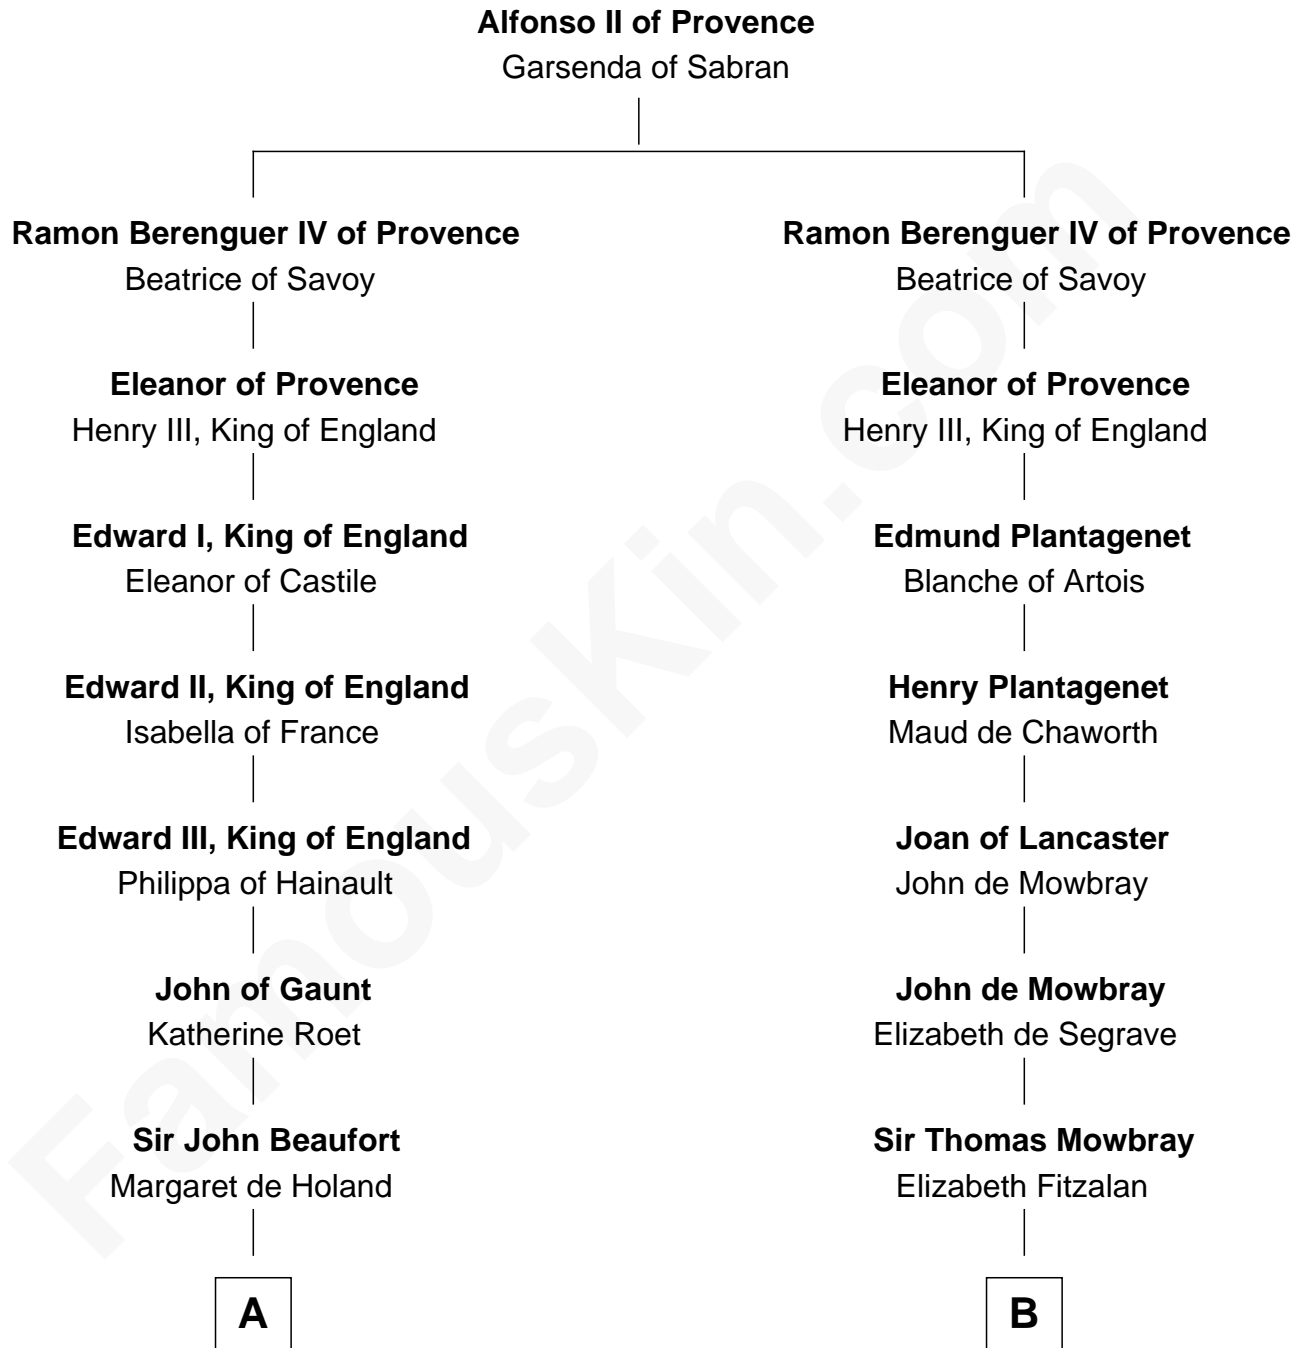 Alfonso II of Provence
Garsenda of Sabran
Ramon Berenguer IV of Provence
Beatrice of Savoy
Eleanor of Provence
Henry III, King of England
Edward I, King of England
Eleanor of Castile
Edward II, King of England
Isabella of France
Edward III, King of England
Philippa of Hainault
John of Gaunt
Katherine Roet
Sir John Beaufort
Margaret de Holand
A
Ramon Berenguer IV of Provence
Beatrice of Savoy
Eleanor of Provence
Henry III, King of England
Edmund Plantagenet
Blanche of Artois
Henry Plantagenet
Maud de Chaworth
Joan of Lancaster
John de Mowbray
John de Mowbray
Elizabeth de Segrave
Sir Thomas Mowbray
Elizabeth Fitzalan
B
FamousKin.com